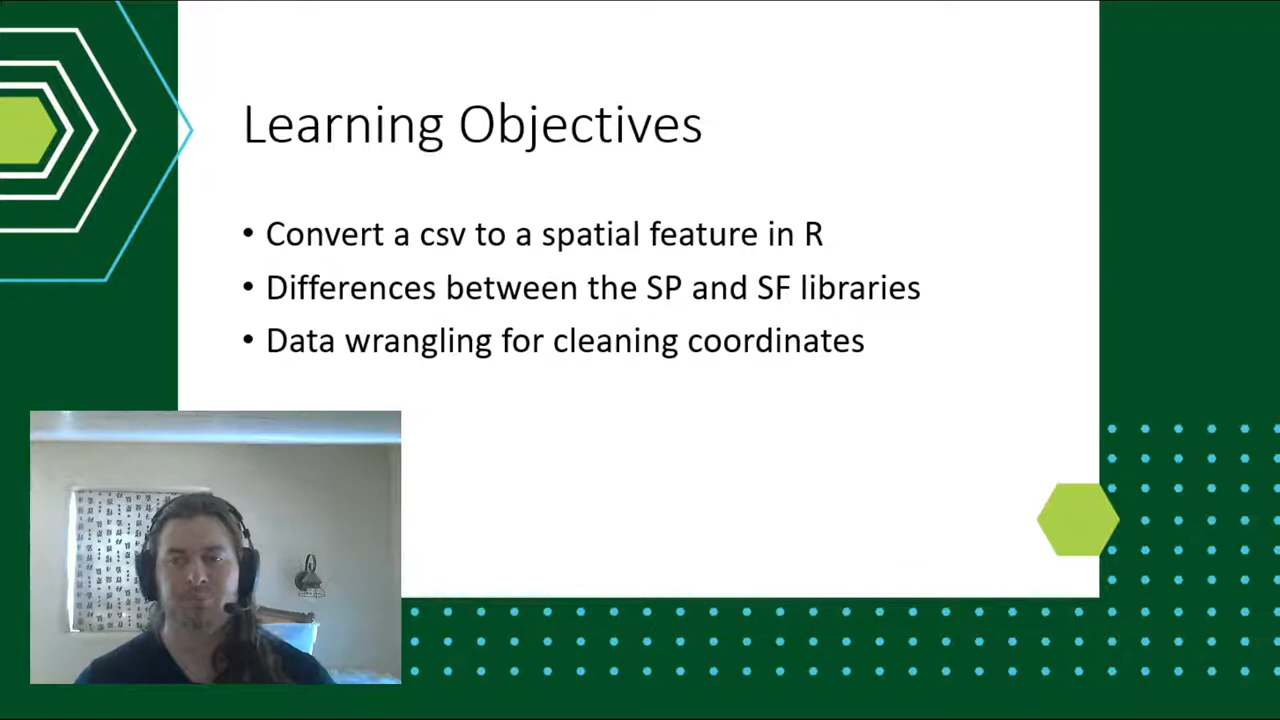 Learning Objectives
• Convert a csv to a spatial feature in R
• Differences between the SP and SF libraries
• Data wrangling for cleaning coordinates